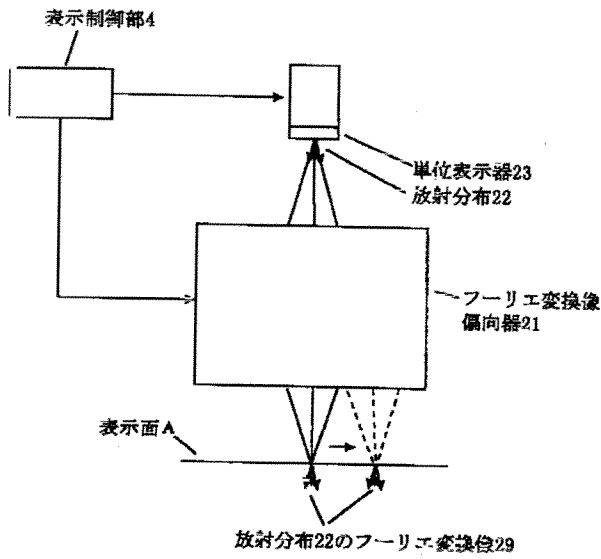 表示制御部4
単位表示器23
放射分布22
フーリエ変換像
偏向器21
表示面A
放射分布22のフーリエ変換像29